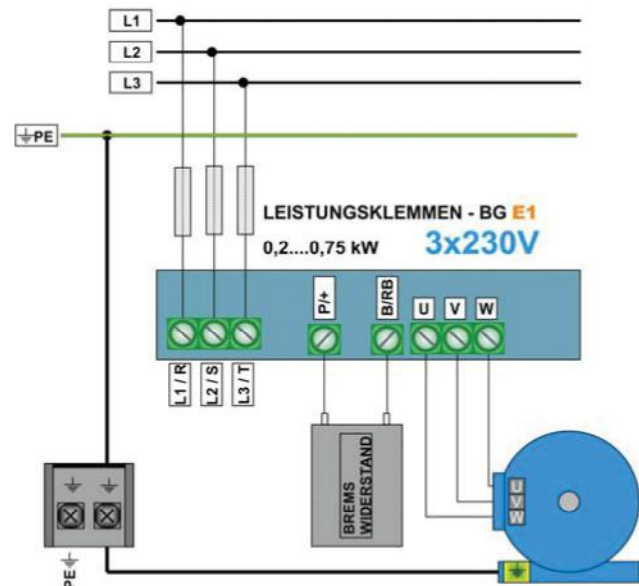 L1
L2
L3
⏚PE
LEISTUNGSKLEMMEN - BG E1
0,2....0,75 kW 3x230V
P/+
B/RB
U V W
L1 / R
L2 / S
L3 / T
BREMS
WIDERSTAND
U
V
W
PE⏚